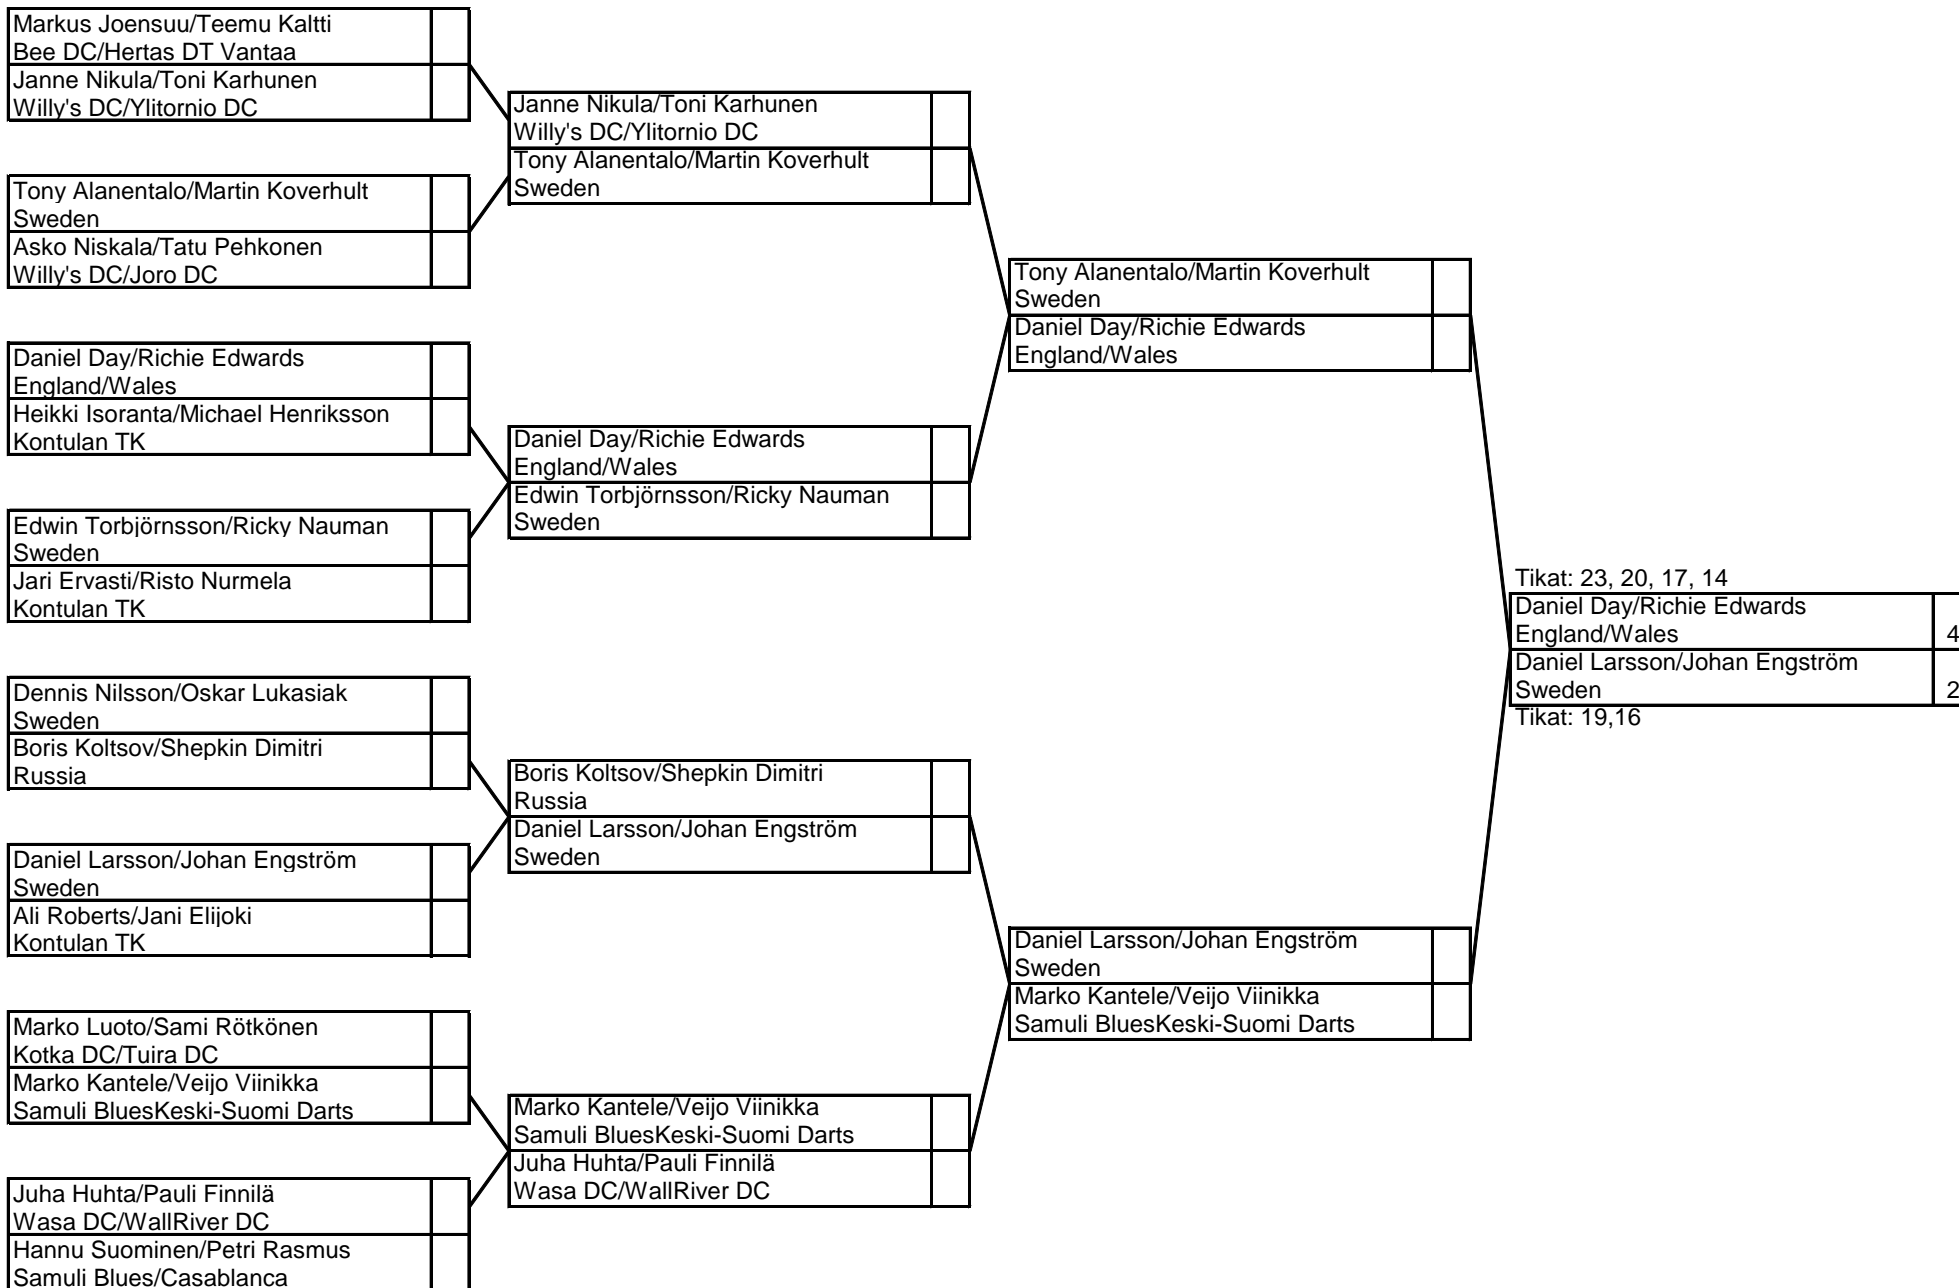 Markus Joensuu/Teemu Kaltti
Bee DC/Hertas DT Vantaa
Janne Nikula/Toni Karhunen
Willy's DC/Ylitornio DC
Tony Alanentalo/Martin Koverhult
Sweden
Asko Niskala/Tatu Pehkonen
Willy's DC/Joro DC
Daniel Day/Richie Edwards
England/Wales
Heikki Isoranta/Michael Henriksson
Kontulan TK
Edwin Torbjörnsson/Ricky Nauman
Sweden
Jari Ervasti/Risto Nurmela
Kontulan TK
Dennis Nilsson/Oskar Lukasiak
Sweden
Boris Koltsov/Shepkin Dimitri
Russia
Daniel Larsson/Johan Engström
Sweden
Ali Roberts/Jani Elijoki
Kontulan TK
Marko Luoto/Sami Rötkönen
Kotka DC/Tuira DC
Marko Kantele/Veijo Viinikka
Samuli BluesKeski-Suomi Darts
Juha Huhta/Pauli Finnilä
Wasa DC/WallRiver DC
Hannu Suominen/Petri Rasmus
Samuli Blues/Casablanca
Janne Nikula/Toni Karhunen
Willy's DC/Ylitornio DC
Tony Alanentalo/Martin Koverhult
Sweden
Daniel Day/Richie Edwards
England/Wales
Edwin Torbjörnsson/Ricky Nauman
Sweden
Boris Koltsov/Shepkin Dimitri
Russia
Daniel Larsson/Johan Engström
Sweden
Marko Kantele/Veijo Viinikka
Samuli BluesKeski-Suomi Darts
Juha Huhta/Pauli Finnilä
Wasa DC/WallRiver DC
Tony Alanentalo/Martin Koverhult
Sweden
Daniel Day/Richie Edwards
England/Wales
Daniel Larsson/Johan Engström
Sweden
Marko Kantele/Veijo Viinikka
Samuli BluesKeski-Suomi Darts
Tikat: 23, 20, 17, 14
Daniel Day/Richie Edwards
England/Wales 4
Daniel Larsson/Johan Engström
Sweden 2
Tikat: 19,16